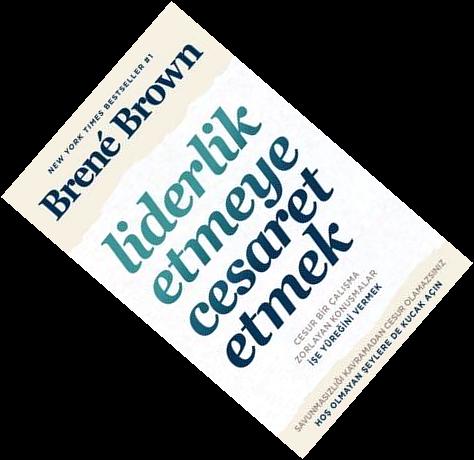 NEW YORK TIMES BESTSELLER #1
Brené Brown
liderlik
etmeye
cesaret
etmek
CESUR BİR ÇALIŞMA
ZORLAYAN KONUŞMALAR
İŞE YÜREĞİNİ VERMEK
SAVUNMASIZLIĞI KAVRAMADAN CESUR OLAMAZSINIZ
HOŞ OLMAYAN ŞEYLERE DE KUCAK AÇIN